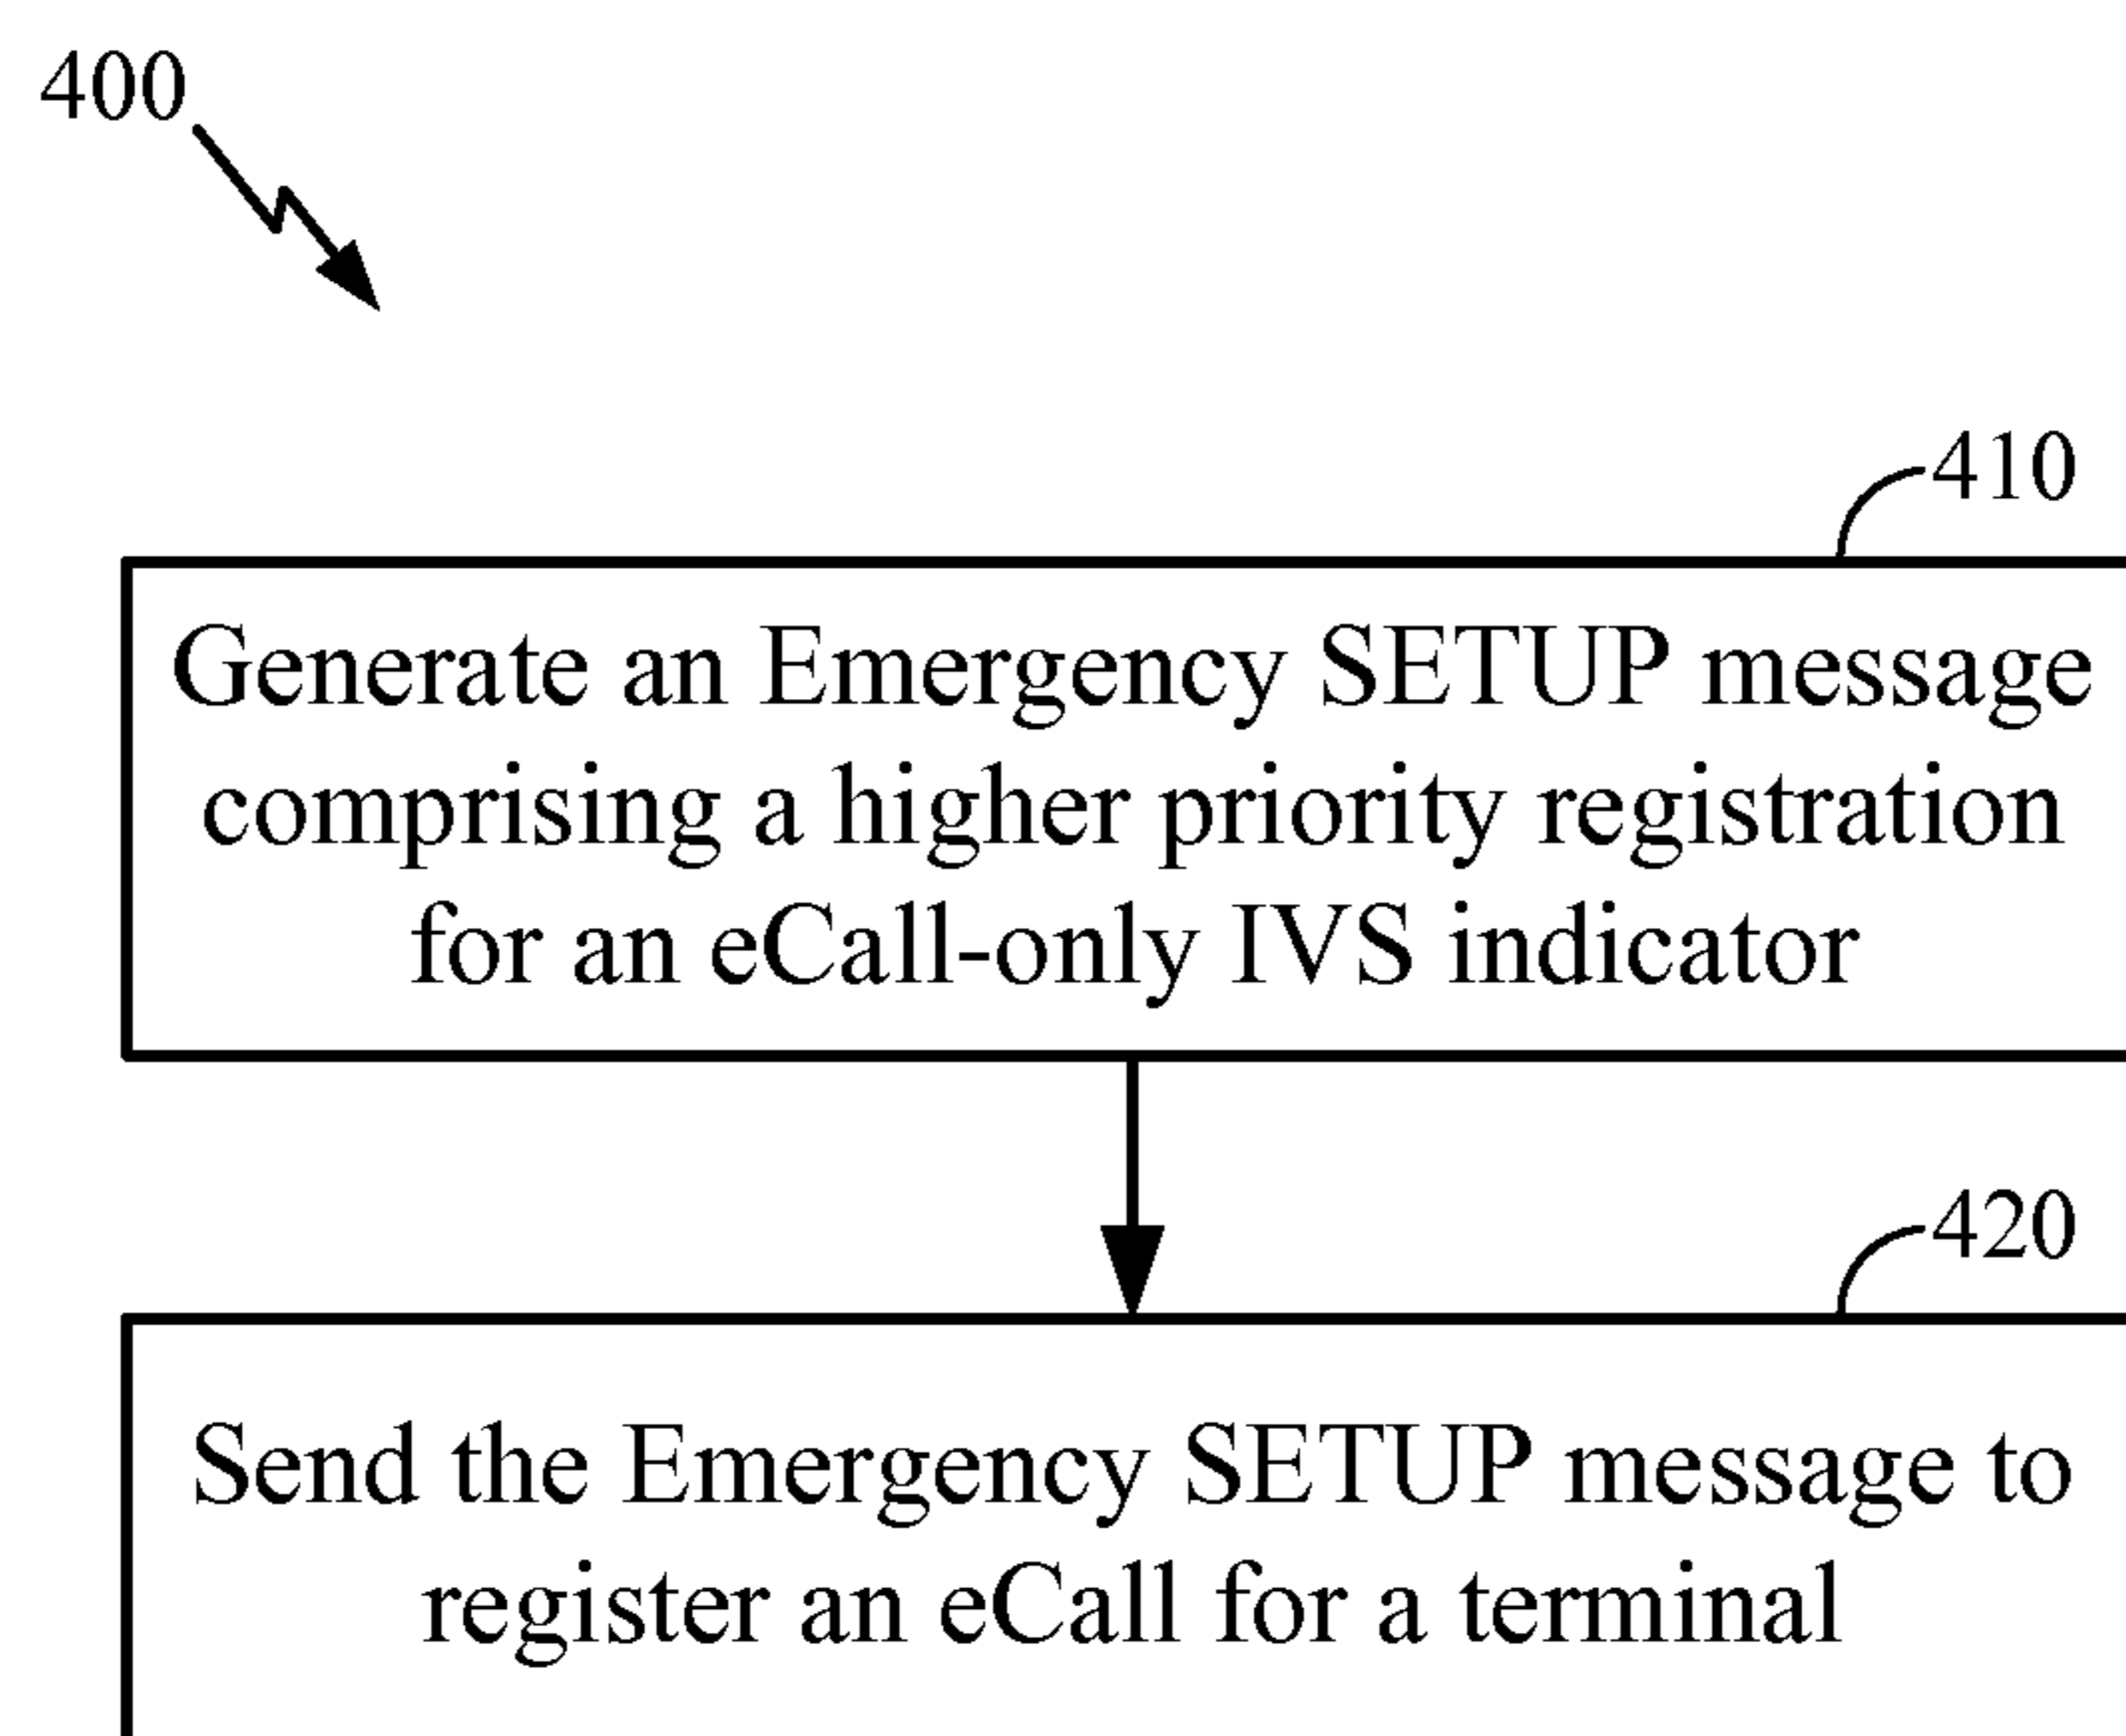 400
410
Generate an Emergency SETUP message
comprising a higher priority registration
for an eCall-only IVS indicator
420
Send the Emergency SETUP message to
register an eCall for a terminal